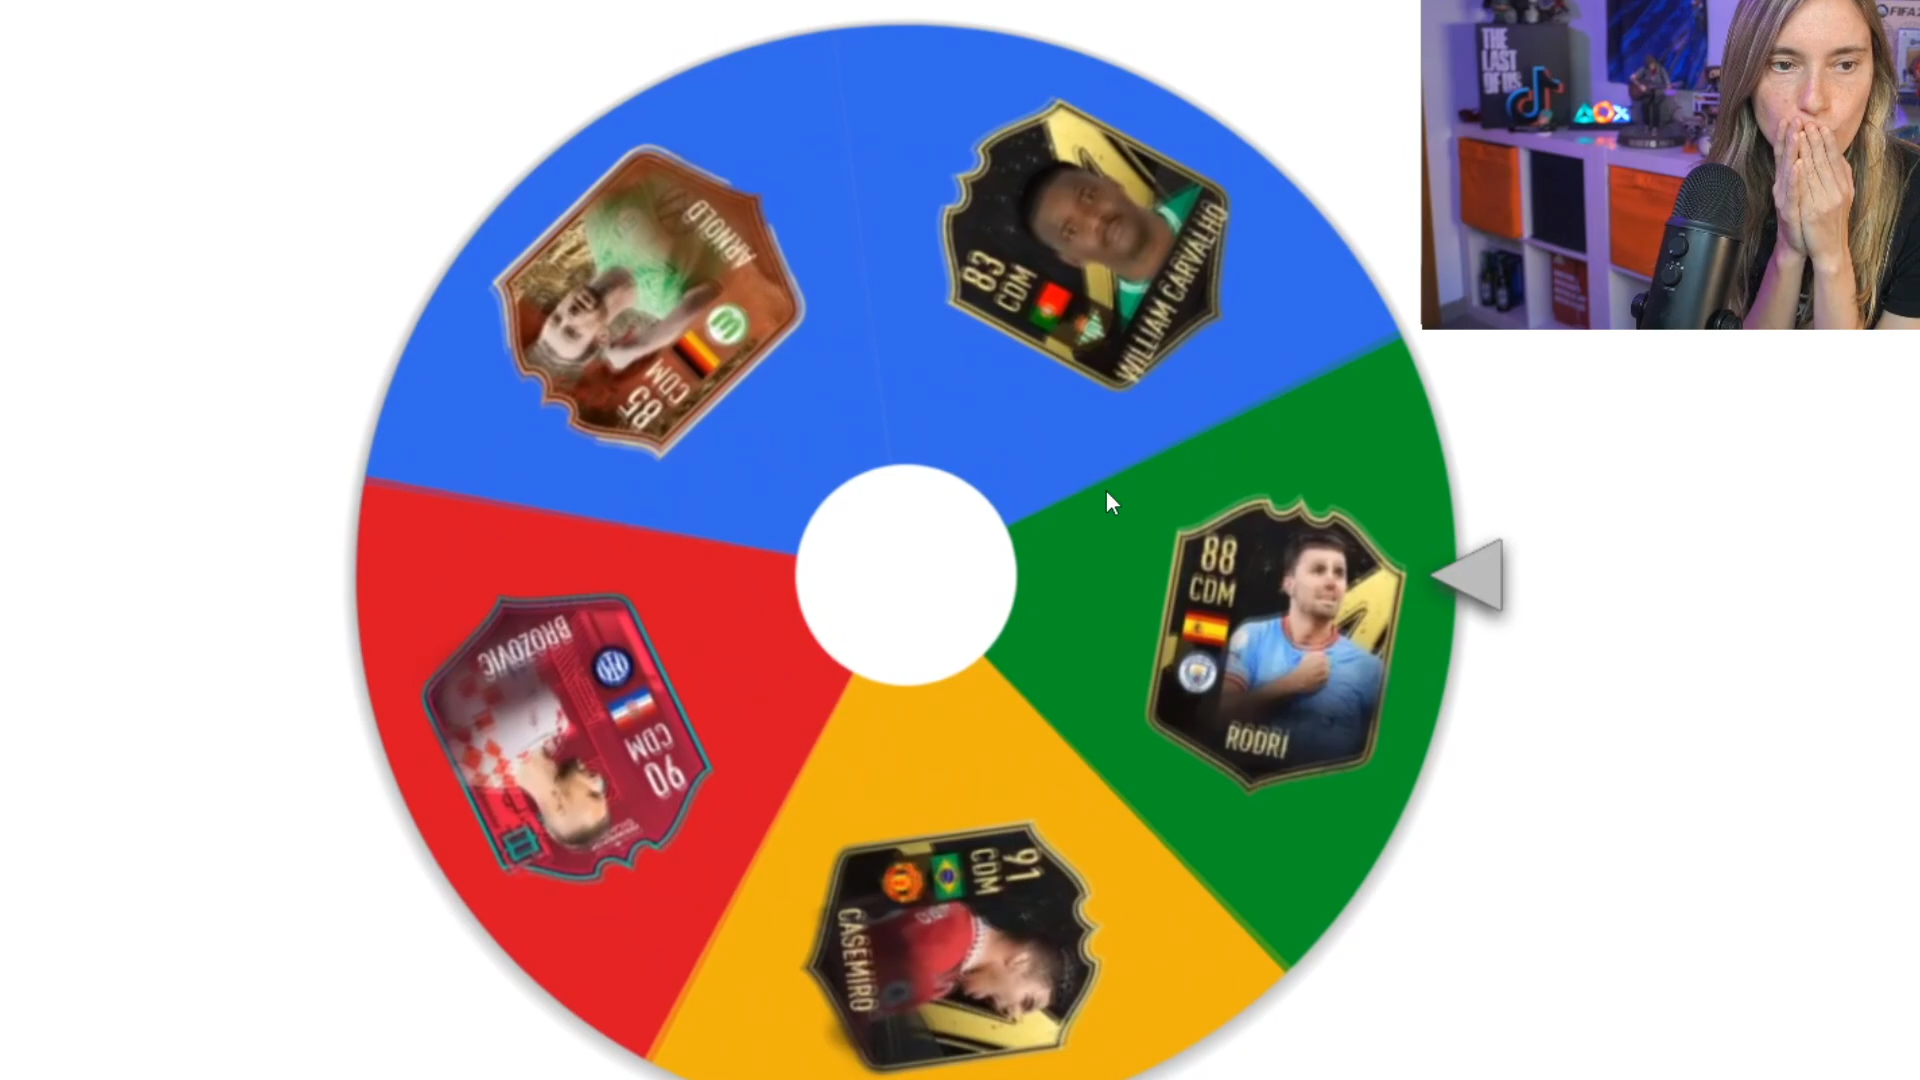 ARNOLD
85
CDM
83
CDM
WILLIAM CARVALHO
88
CDM
RODRI
91
CDM
CASEMIRO
90
CDM
BROZOVIC
THE
LAST
OF US
FIFA